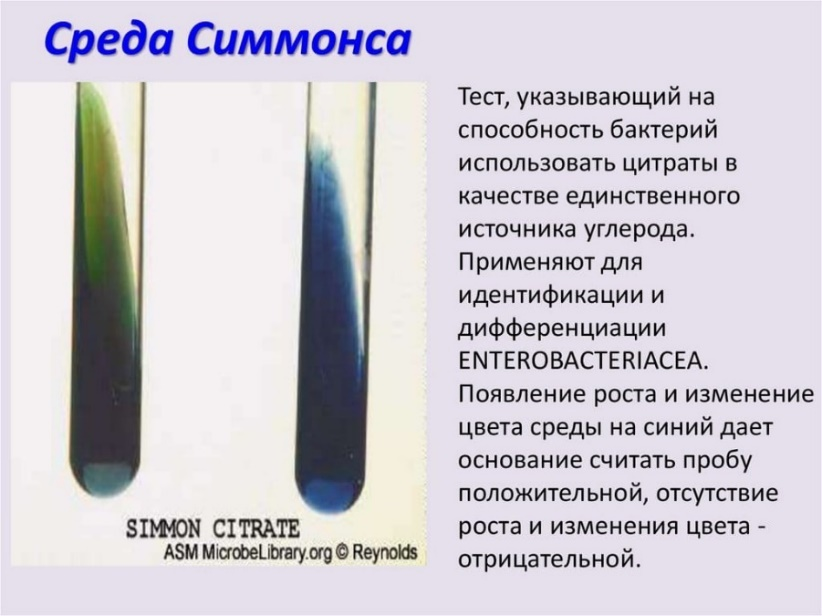 Среда Симмонса
Тест, указывающий на
способность бактерий
использовать цитраты в
качестве единственного
источника углерода.
Применяют для
идентификации и
дифференциации
ENTEROBACTERIACEA.
Появление роста и изменение
цвета среды на синий дает
основание считать пробу
положительной, отсутствие
роста и изменения цвета -
отрицательной.
SIMMON CITRATE
ASM MicrobeLibrary.org © Reynolds